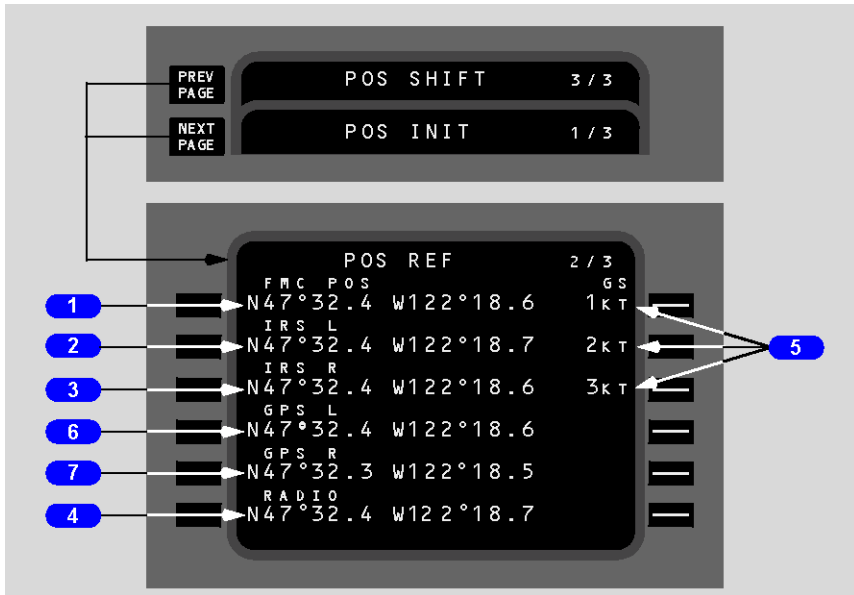 PREV PAGE
POS SHIFT 3/3
NEXT PAGE
POS INIT 1/3
POS REF 2/3
FMC POS GS
1 N47°32.4 W122°18.6 1KT
IRS L
2 N47°32.4 W122°18.7 2KT 5
IRS R
3 N47°32.4 W122°18.6 3KT
GPS L
6 N47°32.4 W122°18.6
GPS R
7 N47°32.3 W122°18.5
RADIO
4 N47°32.4 W122°18.7